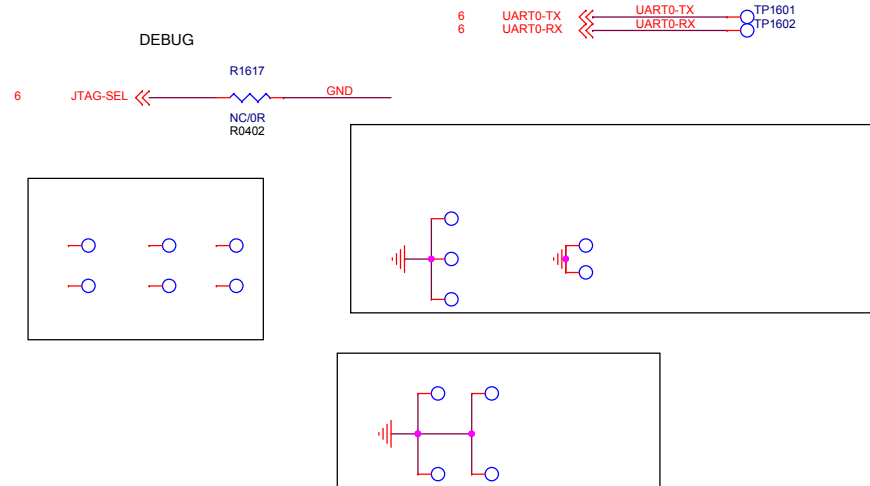 6 UART0-TX UART0-TX TP1601
6 UART0-RX UART0-RX TP1602
DEBUG
R1617
6 JTAG-SEL GND
NC/0R
R0402